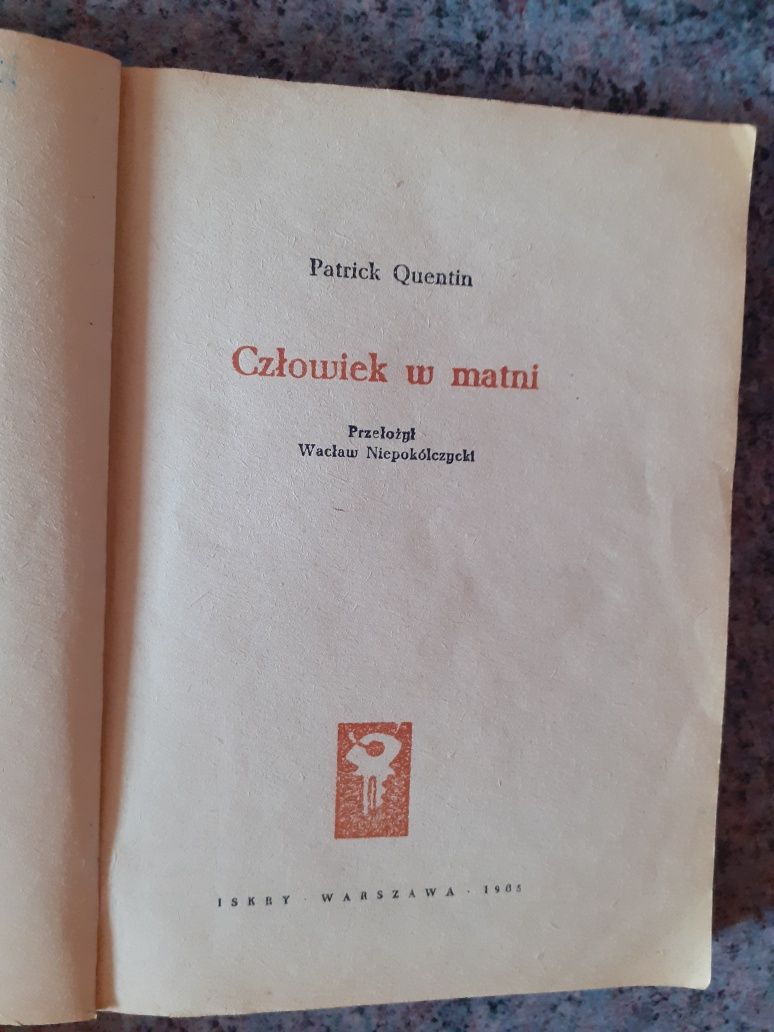 Patrick Quentin
Człowiek w matni
Przełożył
Wacław Niepokólczycki
ISKRY · WARSZAWA · 1965